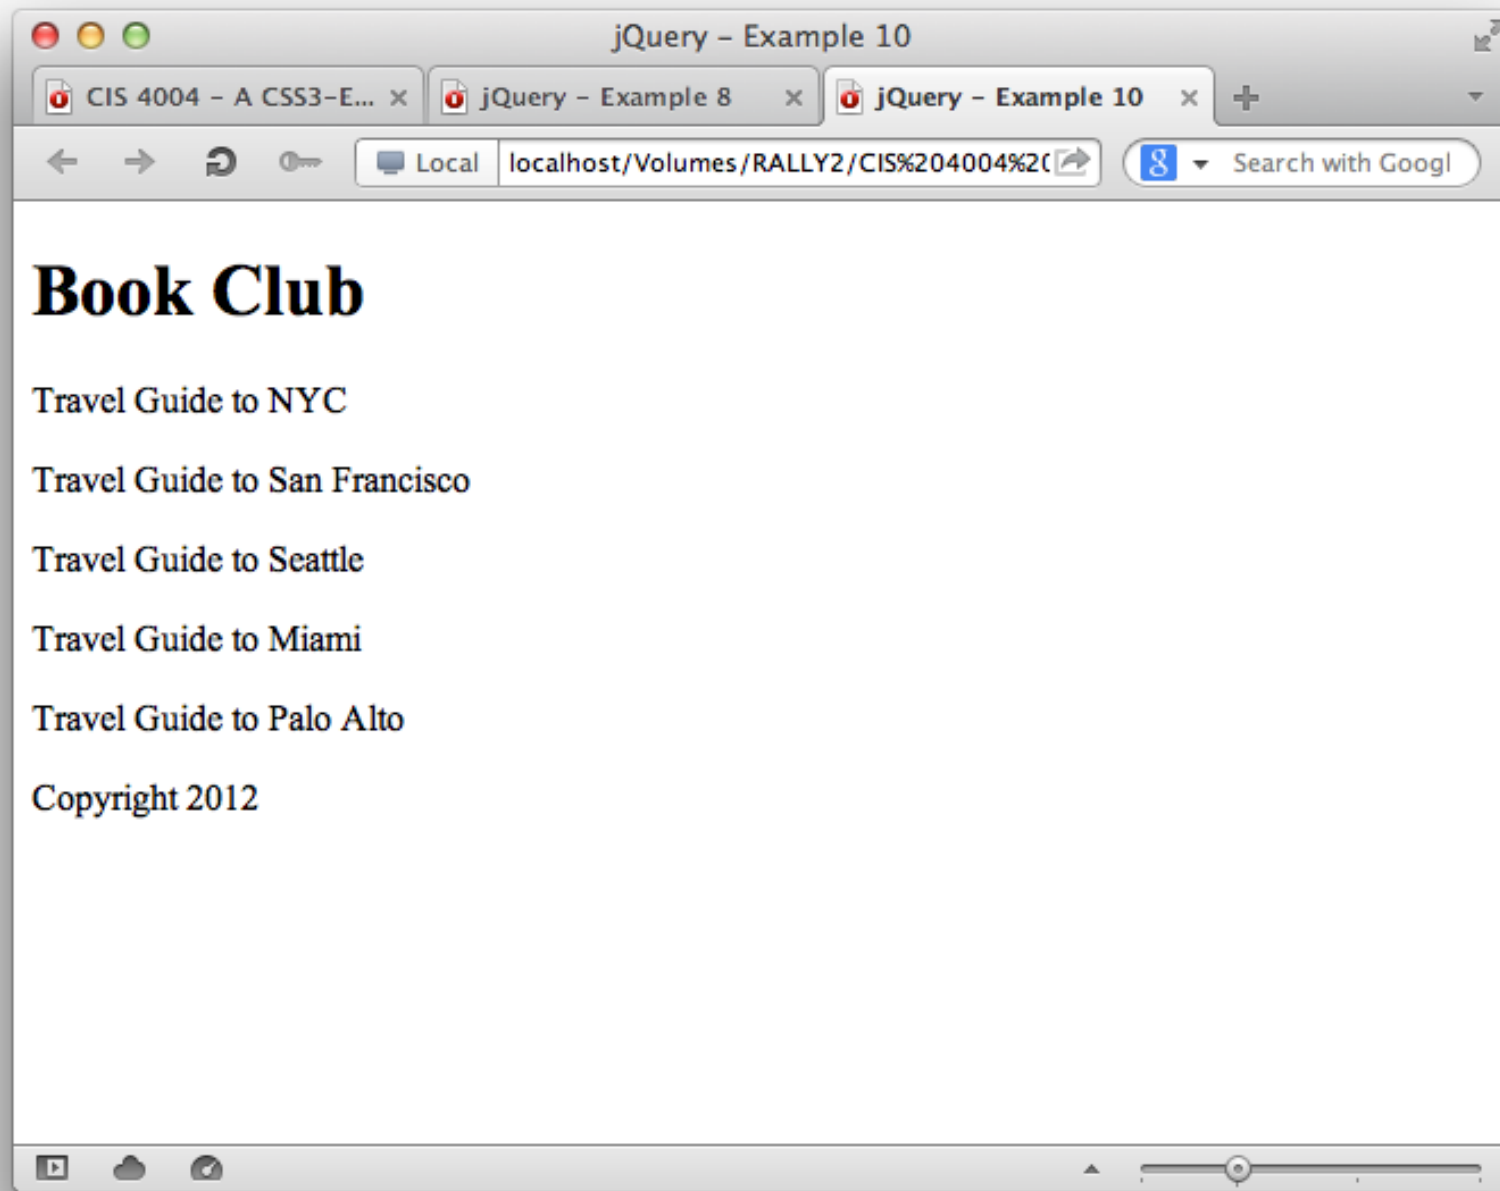 jQuery – Example 10
CIS 4004 – A CSS3-E... jQuery – Example 8 jQuery – Example 10
Local localhost/Volumes/RALLY2/CIS%204004%20 Search with Googl
Book Club
Travel Guide to NYC
Travel Guide to San Francisco
Travel Guide to Seattle
Travel Guide to Miami
Travel Guide to Palo Alto
Copyright 2012